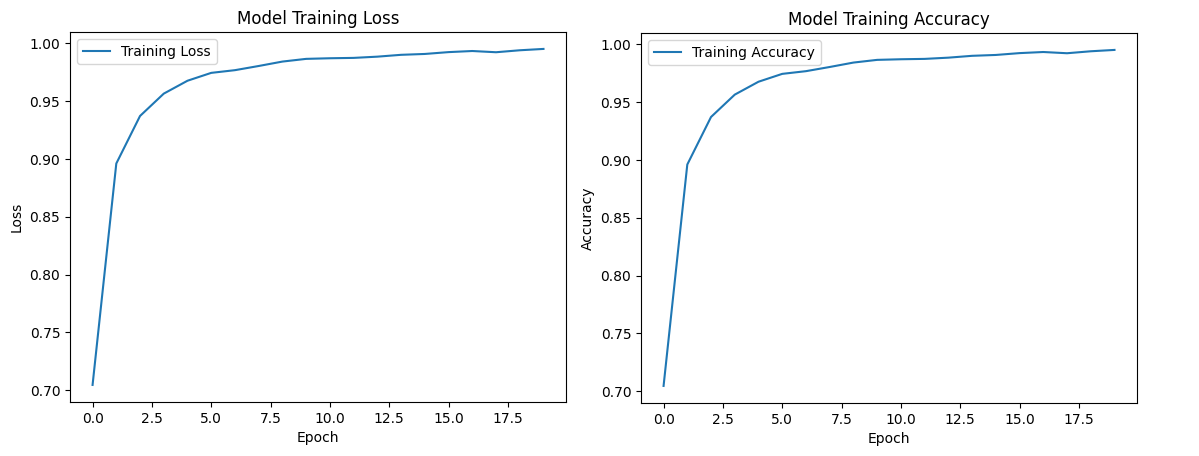 Model Training Loss
Training Loss
1.00
0.95
0.90
0.85
0.80
0.75
0.70
Loss
0.0 2.5 5.0 7.5 10.0 12.5 15.0 17.5
Epoch
Model Training Accuracy
Training Accuracy
1.00
0.95
0.90
0.85
0.80
0.75
0.70
Accuracy
0.0 2.5 5.0 7.5 10.0 12.5 15.0 17.5
Epoch